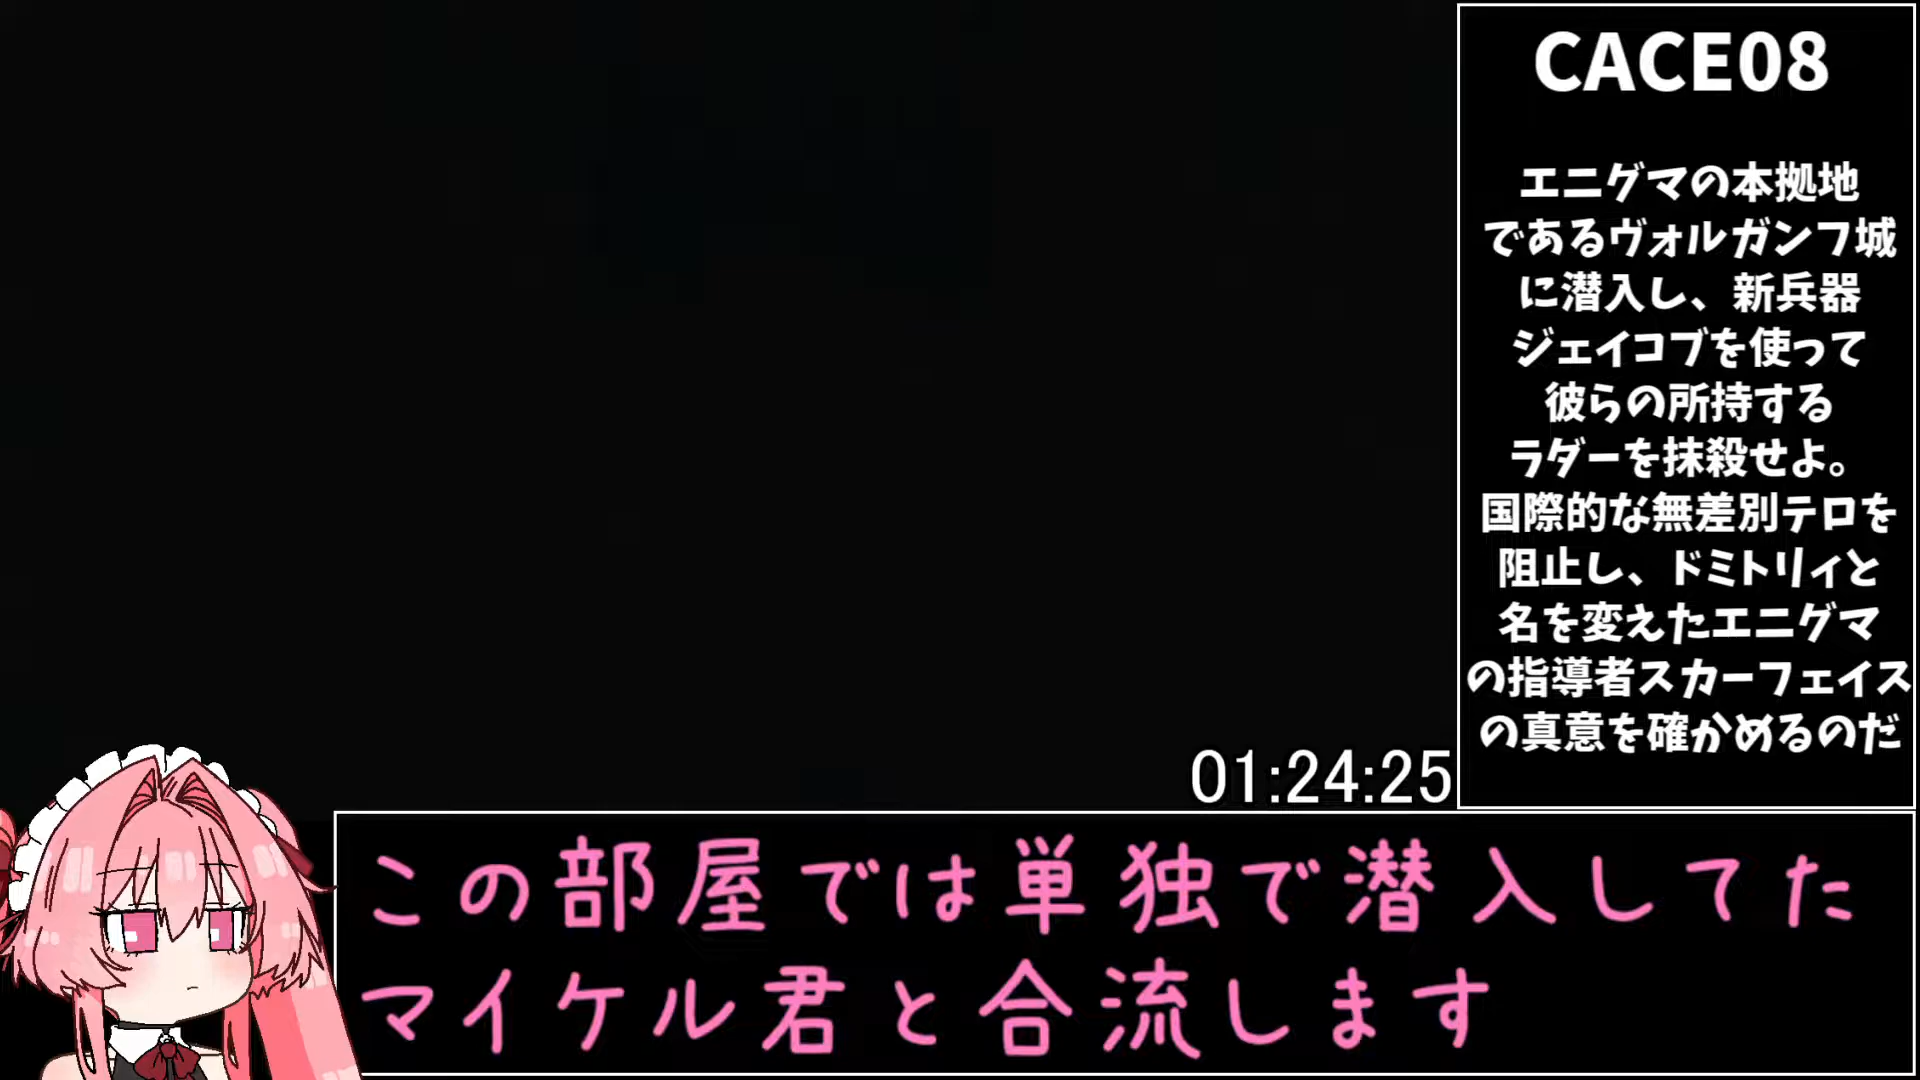 CACE08
エニグマの本拠地
であるヴォルガンフ城
に潜入し、新兵器
ジェイコブを使って
彼らの所持する
ラダーを抹殺せよ。
国際的な無差別テロを
阻止し、ドミトリィと
名を変えたエニグマ
の指導者スカーフェイス
の真意を確かめるのだ
01:24:25
この部屋では単独で潜入してた
マイケル君と合流します